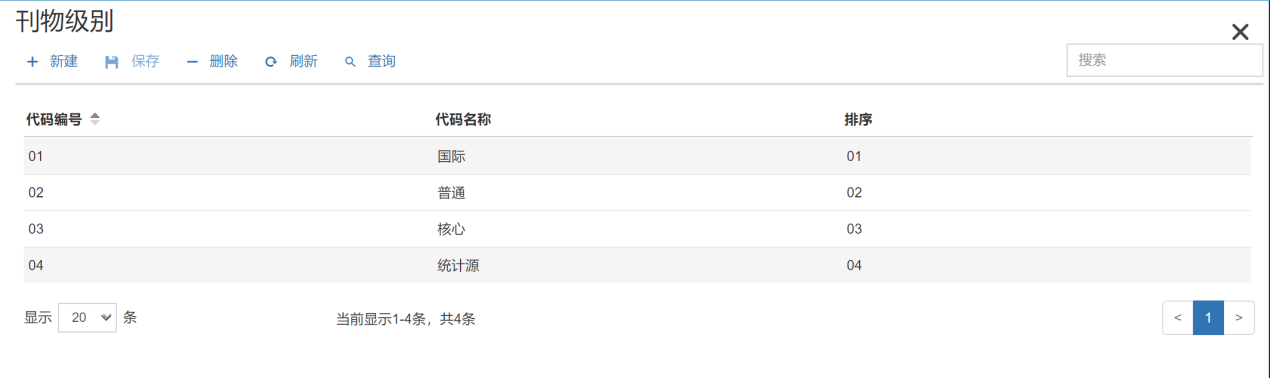 刊物级别
新建 保存 删除 刷新 查询 搜索
代码编号 代码名称 排序
01 国际 01
02 普通 02
03 核心 03
04 统计源 04
显示 20 条 当前显示1-4条，共4条 < 1 >